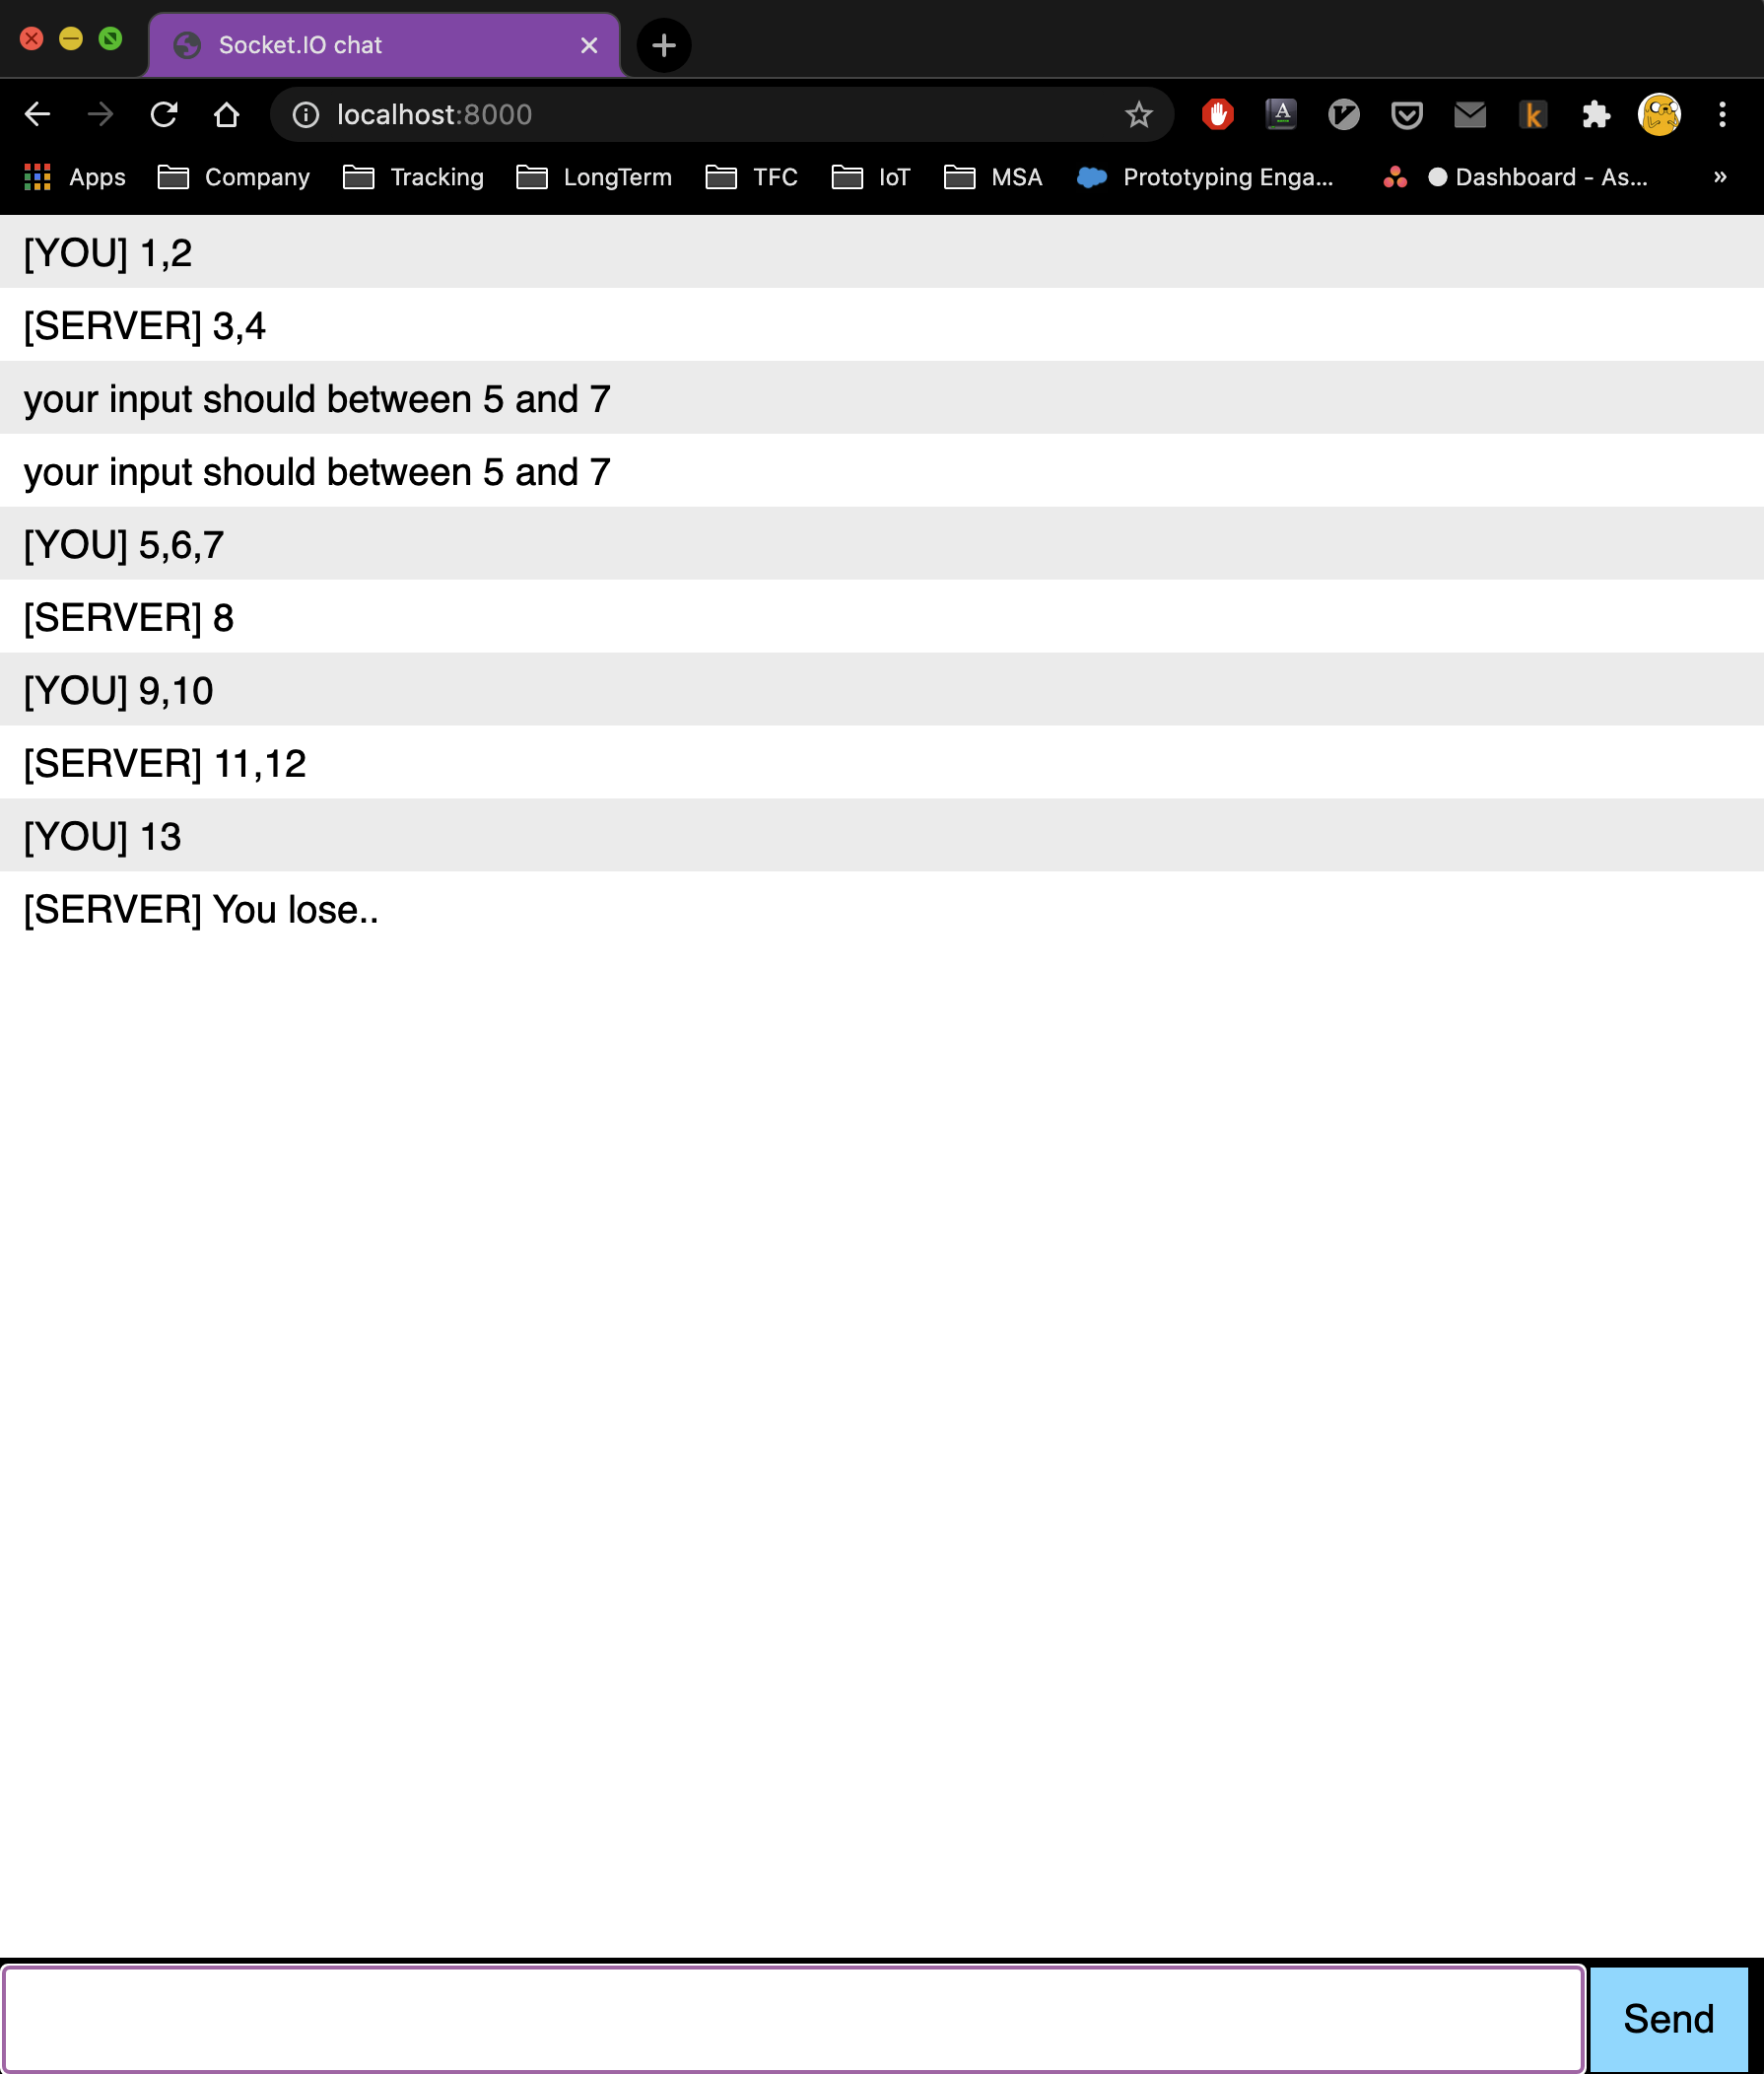 Socket.IO chat
localhost:8000
Apps Company Tracking LongTerm TFC IoT MSA Prototyping Enga... Dashboard - As... »
[YOU] 1,2
[SERVER] 3,4
your input should between 5 and 7
your input should between 5 and 7
[YOU] 5,6,7
[SERVER] 8
[YOU] 9,10
[SERVER] 11,12
[YOU] 13
[SERVER] You lose..
Send